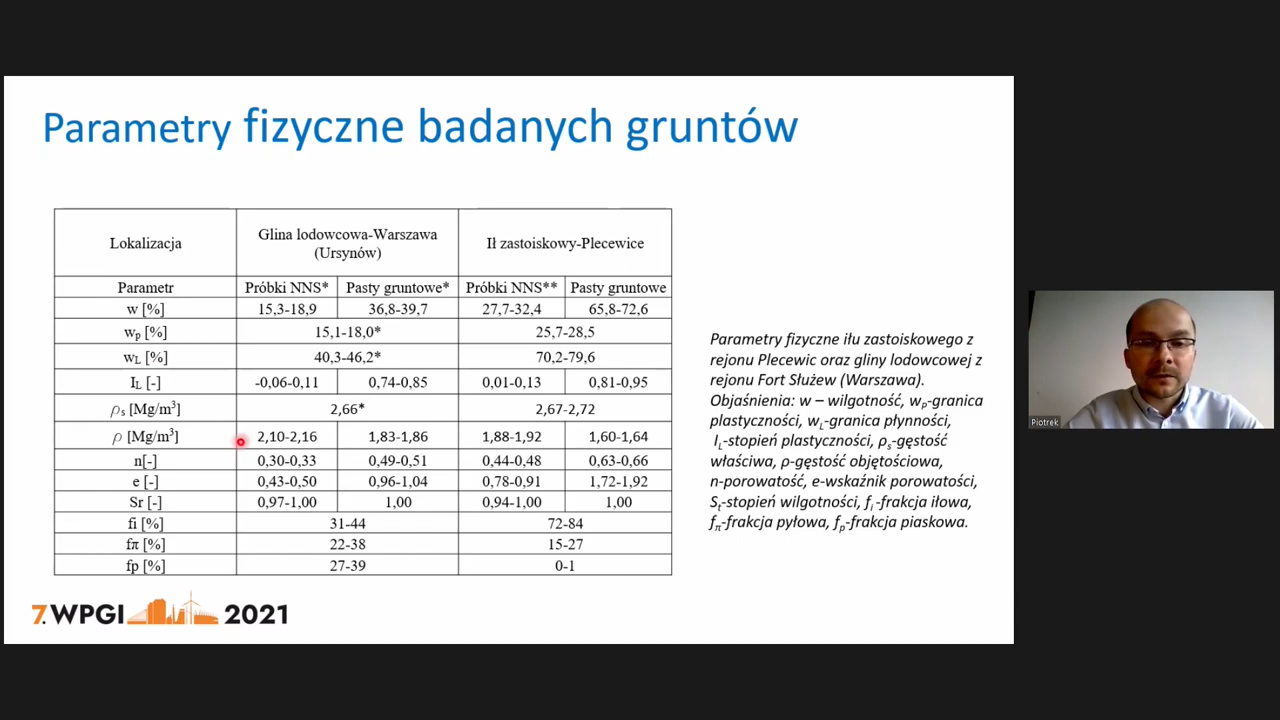 Parametry fizyczne badanych gruntów
Lokalizacja
Glina lodowcowa-Warszawa
(Ursynów)
Ił zastoiskowy-Plecewice
Parametr Próbki NNS* Pasty gruntowe* Próbki NNS** Pasty gruntowe
w [%] 15,3-18,9 36,8-39,7 27,7-32,4 65,8-72,6
wp [%] 15,1-18,0* 25,7-28,5
wL [%] 40,3-46,2* 70,2-79,6
IL [-] -0,06-0,11 0,74-0,85 0,01-0,13 0,81-0,95
ρs [Mg/m³] 2,66* 2,67-2,72
ρ [Mg/m³] 2,10-2,16 1,83-1,86 1,88-1,92 1,60-1,64
n[-] 0,30-0,33 0,49-0,51 0,44-0,48 0,63-0,66
e [-] 0,43-0,50 0,96-1,04 0,78-0,91 1,72-1,92
Sr [-] 0,97-1,00 1,00 0,94-1,00 1,00
fi [%] 31-44 72-84
fπ [%] 22-38 15-27
fp [%] 27-39 0-1
Parametry fizyczne iłu zastoiskowego z
rejonu Plecewic oraz gliny lodowcowej z
rejonu Fort Służew (Warszawa).
Objaśnienia: w – wilgotność, wP-granica
plastyczności, wL-granica płynności,
IL-stopień plastyczności, ρs-gęstość
właściwa, ρ-gęstość objętościowa,
n-porowatość, e-wskaźnik porowatości,
St-stopień wilgotności, fi-frakcja iłowa,
fπ-frakcja pyłowa, fp-frakcja piaskowa.
7. WPGI 2021
Piotrek